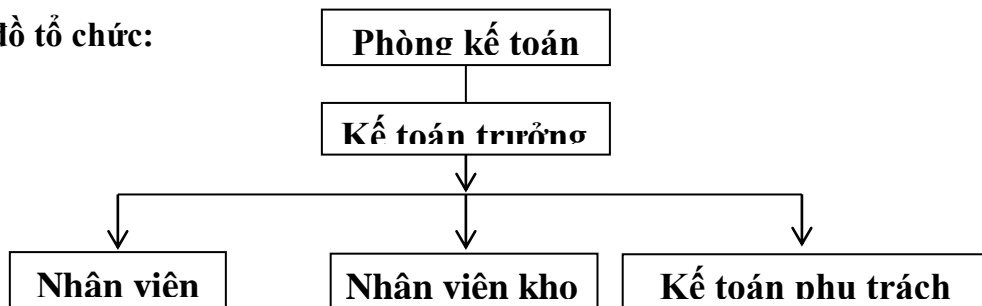 đồ tổ chức:
Phòng kế toán
Kế toán trưởng
Nhân viên
Nhân viên kho
Kế toán phụ trách